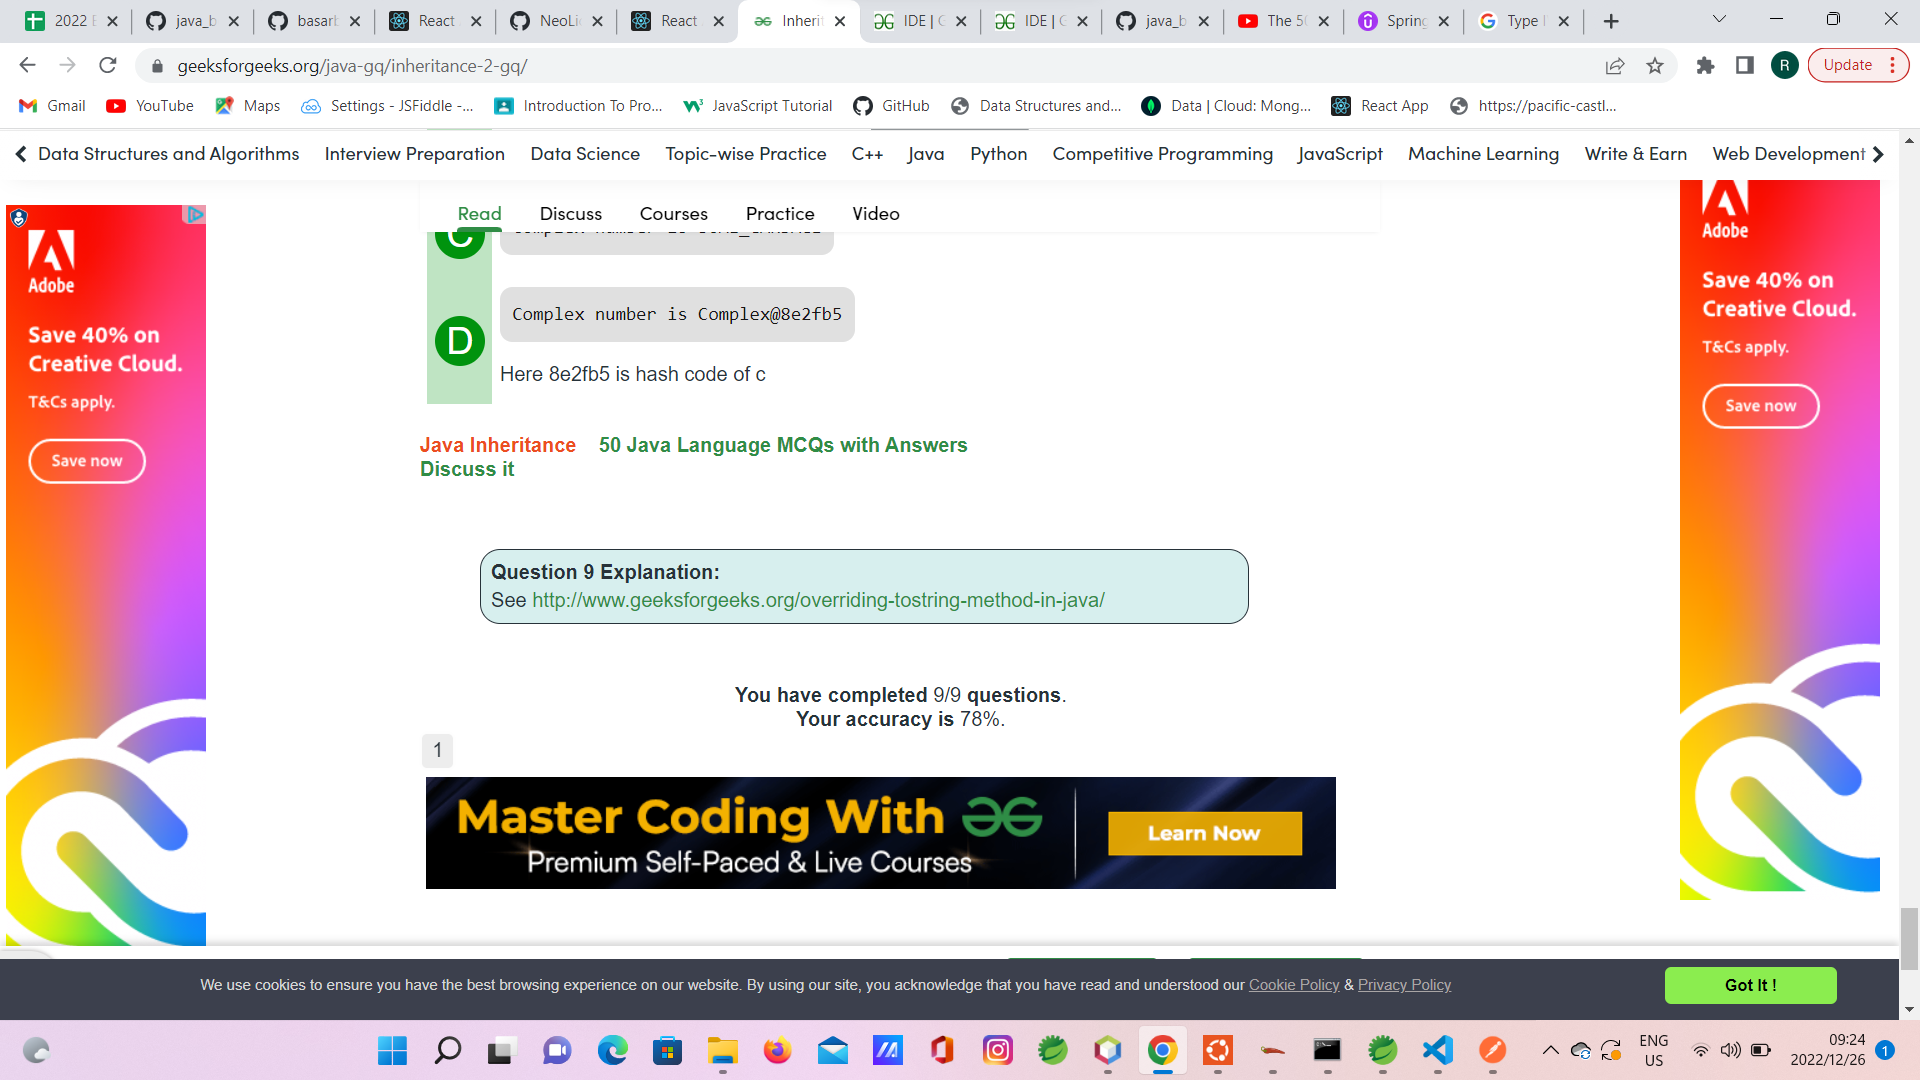 2022 E
java_b
basarb
React
NeoLi
React
Inherit
IDE | G
IDE | G
java_b
The 50
Spring
Type I
geeksforgeeks.org/java-gq/inheritance-2-gq/
R
Update
Gmail
YouTube
Maps
Settings - JSFiddle -...
Introduction To Pro...
JavaScript Tutorial
GitHub
Data Structures and...
Data | Cloud: Mong...
React App
https://pacific-castl...
Data Structures and Algorithms
Interview Preparation
Data Science
Topic-wise Practice
C++
Java
Python
Competitive Programming
JavaScript
Machine Learning
Write & Earn
Web Development
Read
Discuss
Courses
Practice
Video
C
D
Complex number is Complex@8e2fb5
Here 8e2fb5 is hash code of c
Java Inheritance 50 Java Language MCQs with Answers
Discuss it
Question 9 Explanation:
See http://www.geeksforgeeks.org/overriding-tostring-method-in-java/
You have completed 9/9 questions.
Your accuracy is 78%.
1
Master Coding With
Premium Self-Paced & Live Courses
Learn Now
Adobe
Save 40% on
Creative Cloud.
T&Cs apply.
Save now
Adobe
Save 40% on
Creative Cloud.
T&Cs apply.
Save now
We use cookies to ensure you have the best browsing experience on our website. By using our site, you acknowledge that you have read and understood our Cookie Policy & Privacy Policy
Got It !
ENG
US
09:24
2022/12/26
1